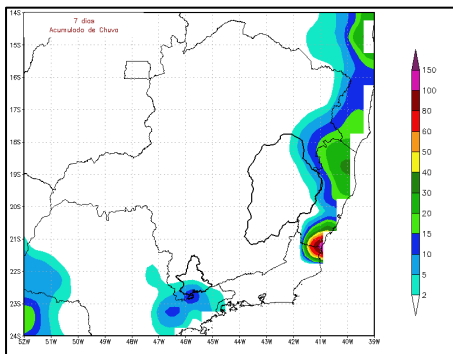 7 dias
Acumulado de Chuva
14S
15S
16S
17S
18S
19S
20S
21S
22S
23S
24S
52W 51W 50W 49W 48W 47W 46W 45W 44W 43W 42W 41W 40W 39W
150
100
80
60
50
40
30
20
15
10
5
2